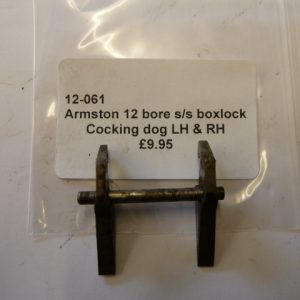 12-061
Armston 12 bore s/s boxlock
Cocking dog LH & RH
£9.95